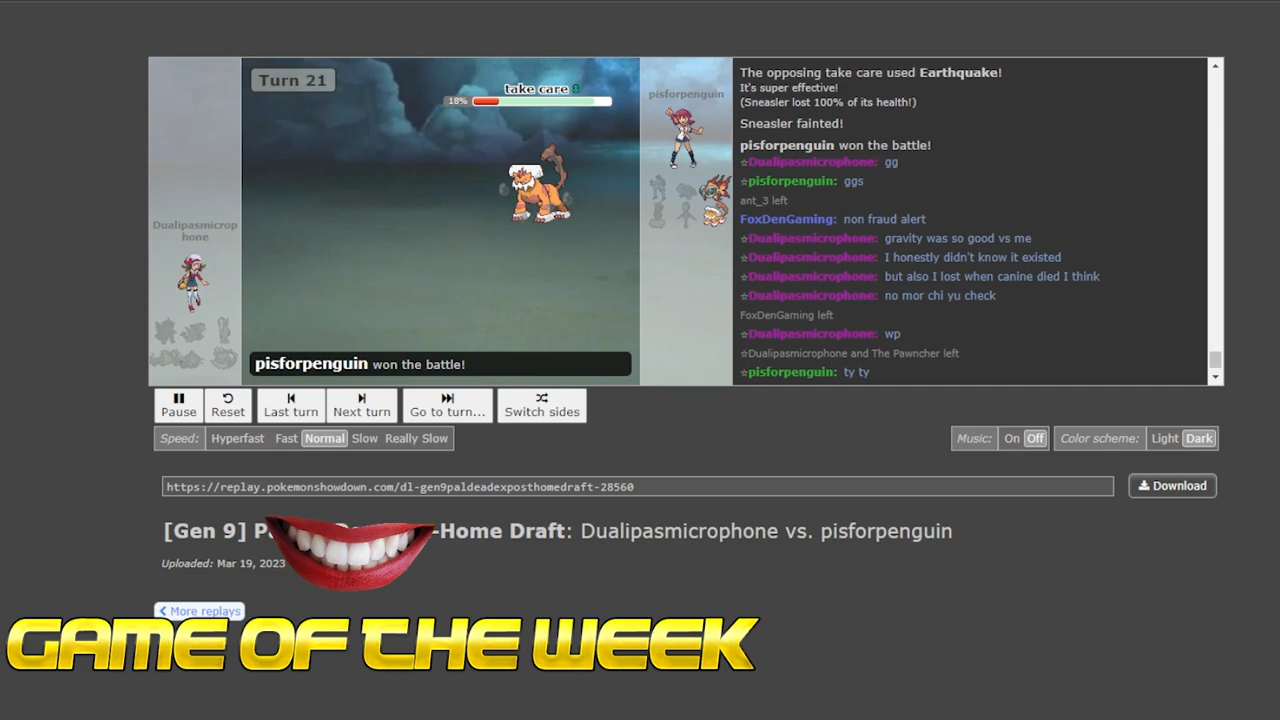 Turn 21
take care
18%
pisforpenguin
Dualipasmicrop
hone
pisforpenguin won the battle!
The opposing take care used Earthquake!
It's super effective!
(Sneasler lost 100% of its health!)
Sneasler fainted!
pisforpenguin won the battle!
☆Dualipasmicrophone: gg
☆pisforpenguin: ggs
ant_3 left
FoxDenGaming: non fraud alert
☆Dualipasmicrophone: gravity was so good vs me
☆Dualipasmicrophone: I honestly didn't know it existed
☆Dualipasmicrophone: but also I lost when canine died I think
☆Dualipasmicrophone: no mor chi yu check
FoxDenGaming left
☆Dualipasmicrophone: wp
☆Dualipasmicrophone and The Pawncher left
☆pisforpenguin: ty ty
Pause Reset Last turn Next turn Go to turn... Switch sides
Speed: Hyperfast Fast Normal Slow Really Slow
Music: On Off Color scheme: Light Dark
https://replay.pokemonshowdown.com/dl-gen9paldeadexposthomedraft-28560
Download
[Gen 9] -Home Draft: Dualipasmicrophone vs. pisforpenguin
Uploaded: Mar 19, 2023
More replays
GAME OF THE WEEK